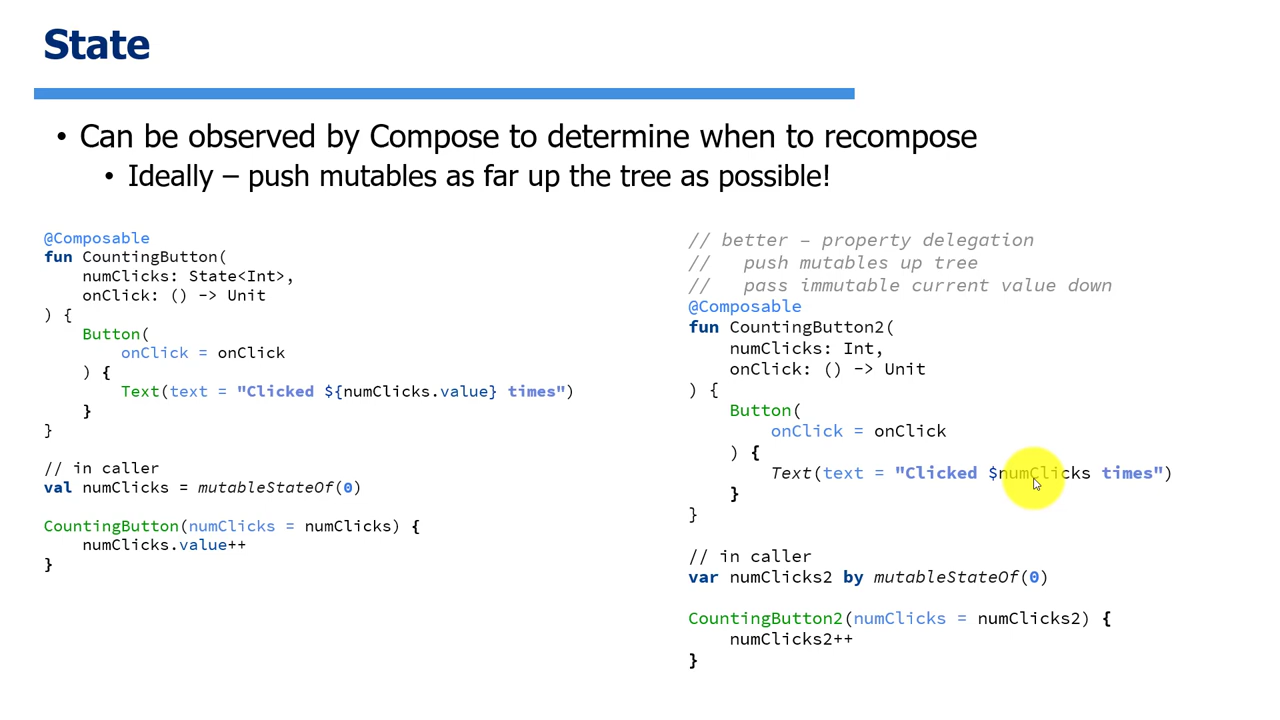 State
• Can be observed by Compose to determine when to recompose
• Ideally – push mutables as far up the tree as possible!
@Composable
fun CountingButton(
numClicks: State<Int>,
onClick: () -> Unit
) {
Button(
onClick = onClick
) {
Text(text = "Clicked ${numClicks.value} times")
}
}
// in caller
val numClicks = mutableStateOf(0)
CountingButton(numClicks = numClicks) {
numClicks.value++
}
// better – property delegation
// push mutables up tree
// pass immutable current value down
@Composable
fun CountingButton2(
numClicks: Int,
onClick: () -> Unit
) {
Button(
onClick = onClick
) {
Text(text = "Clicked $numClicks times")
}
}
// in caller
var numClicks2 by mutableStateOf(0)
CountingButton2(numClicks = numClicks2) {
numClicks2++
}